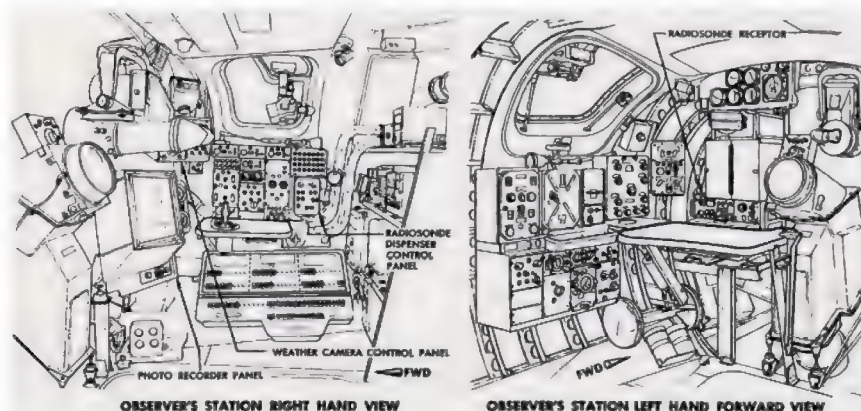 RADIOSONDE RECEPTOR
RADIOSONDE
DISPENSER
CONTROL
PANEL
WEATHER CAMERA CONTROL PANEL
PHOTO RECORDER PANEL
FWD
FWD
OBSERVER'S STATION RIGHT HAND VIEW
OBSERVER'S STATION LEFT HAND FORWARD VIEW